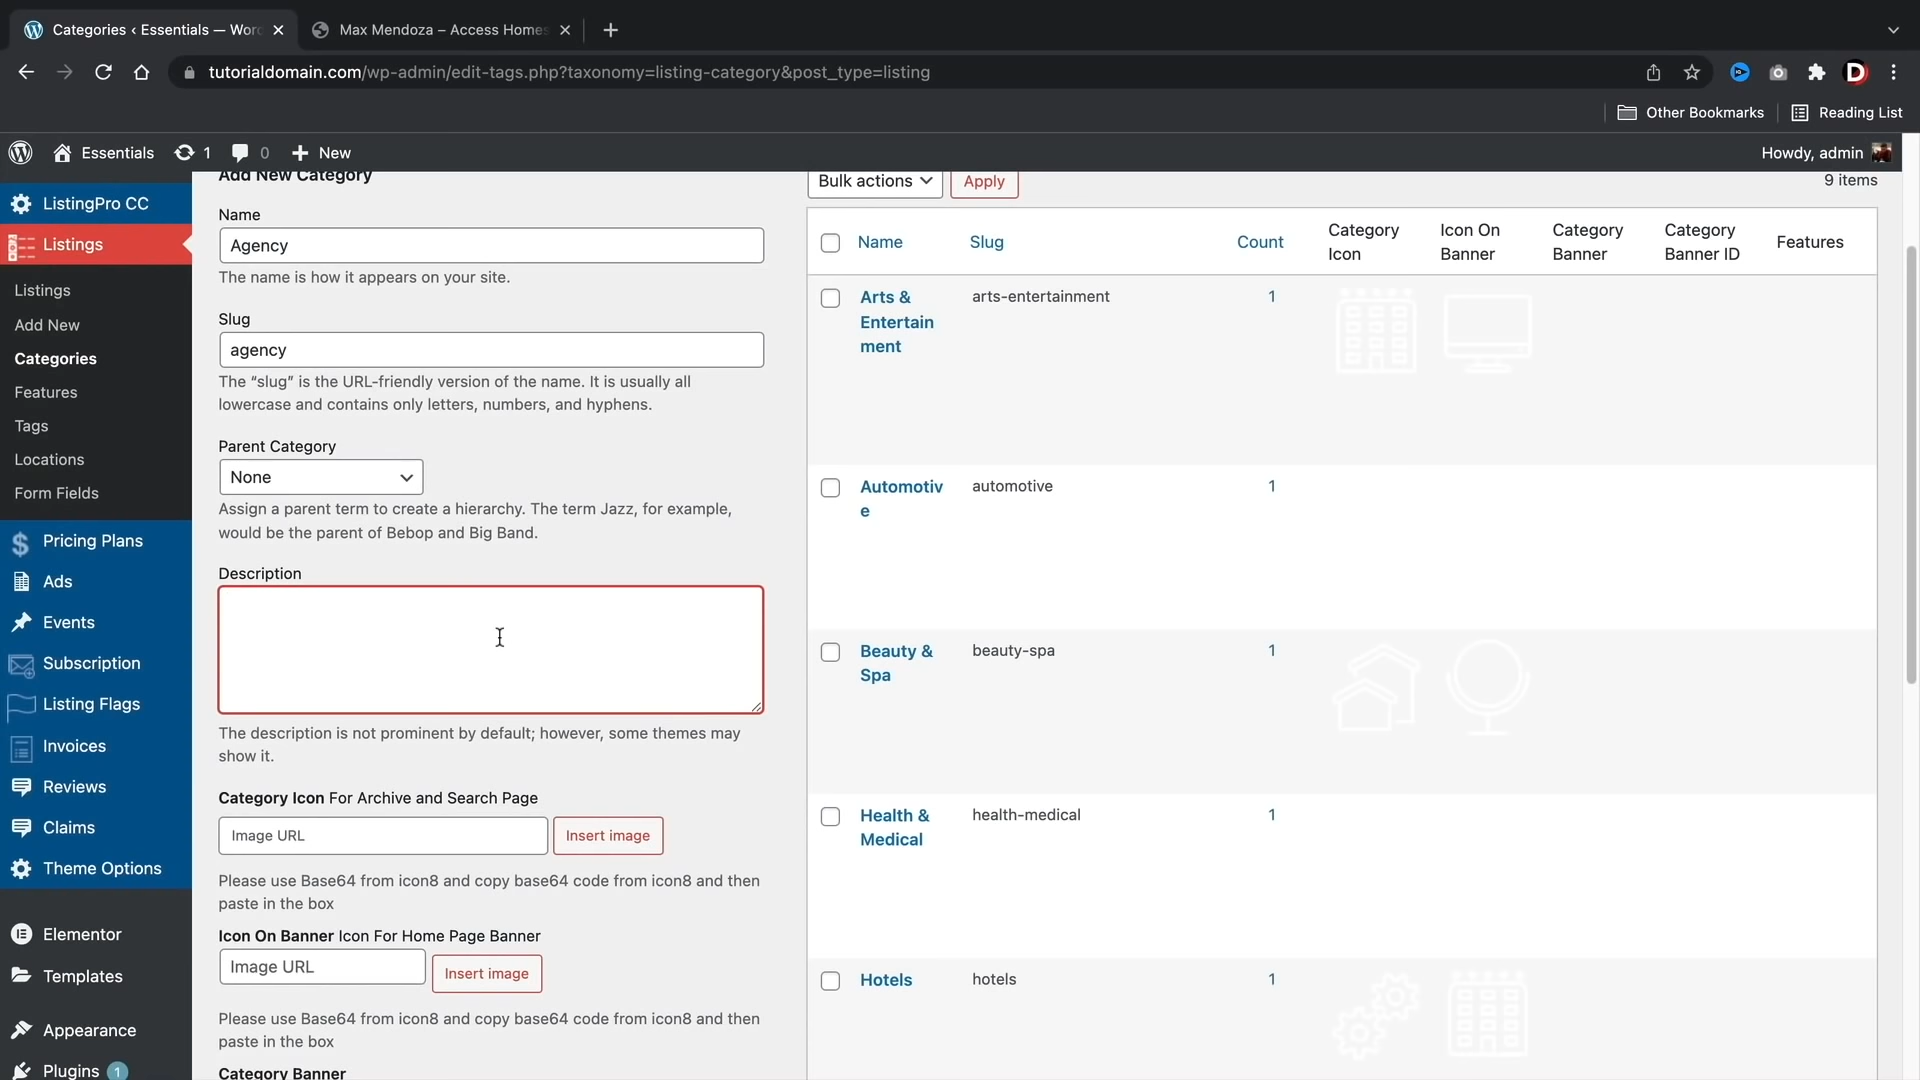 Categories ‹ Essentials — Wor
Max Mendoza – Access Homes
tutorialdomain.com/wp-admin/edit-tags.php?taxonomy=listing-category&post_type=listing
Other Bookmarks
Reading List
Essentials
1
0
New
Howdy, admin
ListingPro CC
Listings
Listings
Add New
Categories
Features
Tags
Locations
Form Fields
Pricing Plans
Ads
Events
Subscription
Listing Flags
Invoices
Reviews
Claims
Theme Options
Elementor
Templates
Appearance
Plugins 1
Add New Category
Name
Agency
The name is how it appears on your site.
Slug
agency
The “slug” is the URL-friendly version of the name. It is usually all
lowercase and contains only letters, numbers, and hyphens.
Parent Category
None
Assign a parent term to create a hierarchy. The term Jazz, for example,
would be the parent of Bebop and Big Band.
Description
The description is not prominent by default; however, some themes may
show it.
Category Icon For Archive and Search Page
Image URL
Insert image
Please use Base64 from icon8 and copy base64 code from icon8 and then
paste in the box
Icon On Banner Icon For Home Page Banner
Image URL
Insert image
Please use Base64 from icon8 and copy base64 code from icon8 and then
paste in the box
Category Banner
Bulk actions
Apply
9 items
Name
Slug
Count
Category
Icon
Icon On
Banner
Category
Banner
Category
Banner ID
Features
Arts &
Entertain
ment
arts-entertainment
1
Automotiv
e
automotive
1
Beauty &
Spa
beauty-spa
1
Health &
Medical
health-medical
1
Hotels
hotels
1